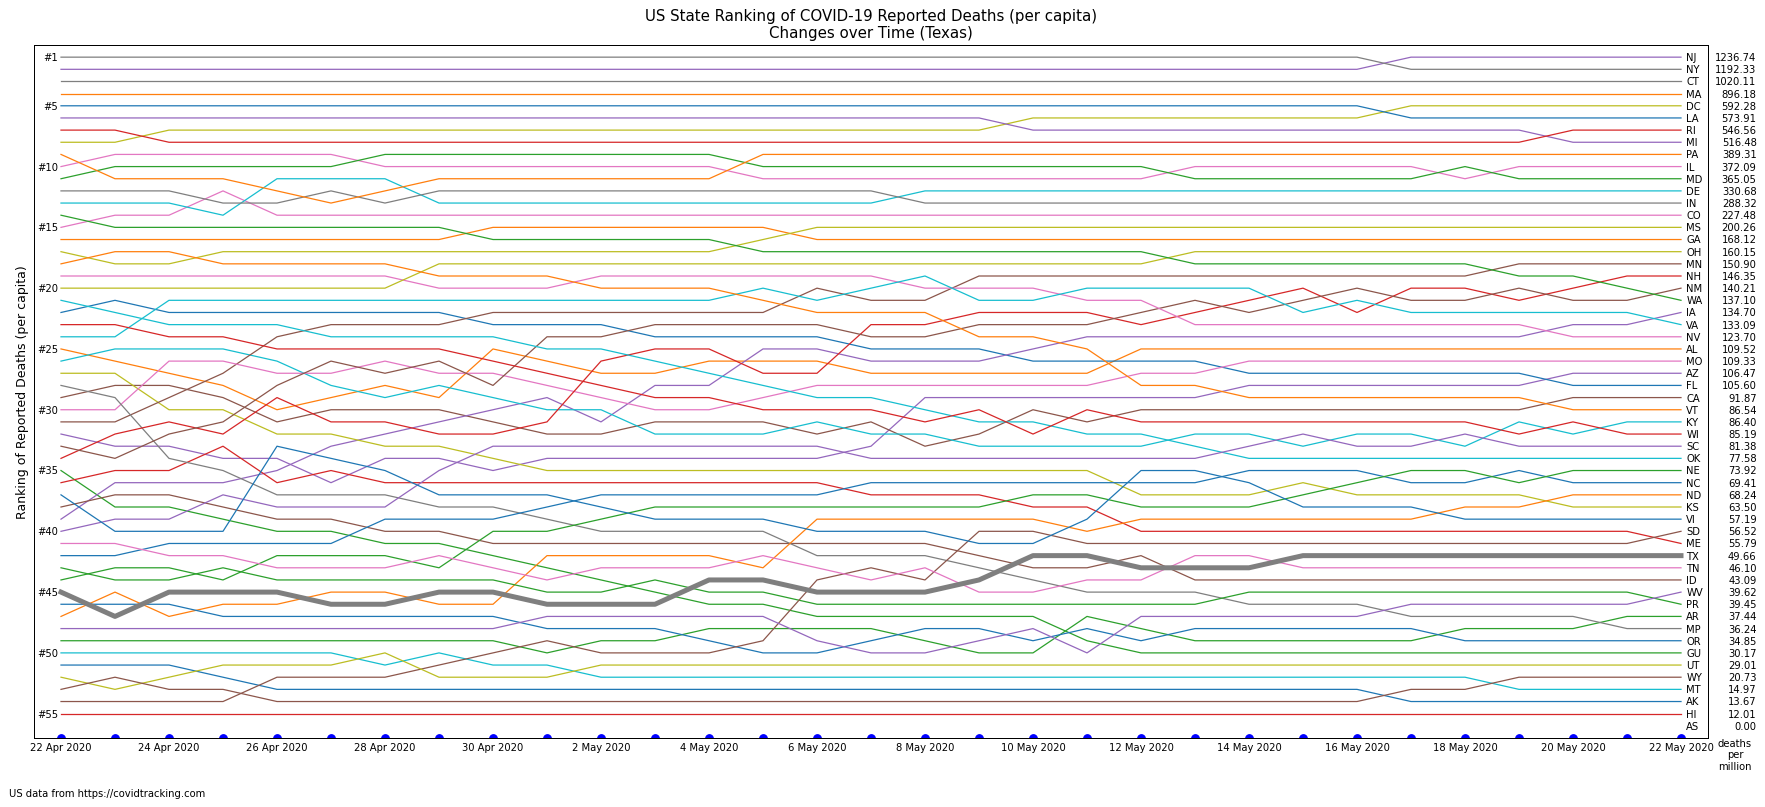 US State Ranking of COVID-19 Reported Deaths (per capita)
Changes over Time (Texas)
Ranking of Reported Deaths (per capita)
#1
#5
#10
#15
#20
#25
#30
#35
#40
#45
#50
#55
NJ 1236.74
NY 1192.33
CT 1020.11
MA 896.18
DC 592.28
LA 573.91
RI 546.56
MI 516.48
PA 389.31
IL 372.09
MD 365.05
DE 330.68
IN 288.32
CO 227.48
MS 200.26
GA 168.12
OH 160.15
MN 150.90
NH 146.35
NM 140.21
WA 137.10
IA 134.70
VA 133.09
NV 123.70
AL 109.52
MO 109.33
AZ 106.47
FL 105.60
CA 91.87
VT 86.54
KY 86.40
WI 85.19
SC 81.38
OK 77.58
NE 73.92
NC 69.41
ND 68.24
KS 63.50
VI 57.19
SD 56.52
ME 55.79
TX 49.66
TN 46.10
ID 43.09
WV 39.62
PR 39.45
AR 37.44
MP 36.24
OR 34.85
GU 30.17
UT 29.01
WY 20.73
MT 14.97
AK 13.67
HI 12.01
AS 0.00
22 Apr 2020 24 Apr 2020 26 Apr 2020 28 Apr 2020 30 Apr 2020 2 May 2020 4 May 2020 6 May 2020 8 May 2020 10 May 2020 12 May 2020 14 May 2020 16 May 2020 18 May 2020 20 May 2020 22 May 2020
deaths
per
million
US data from https://covidtracking.com